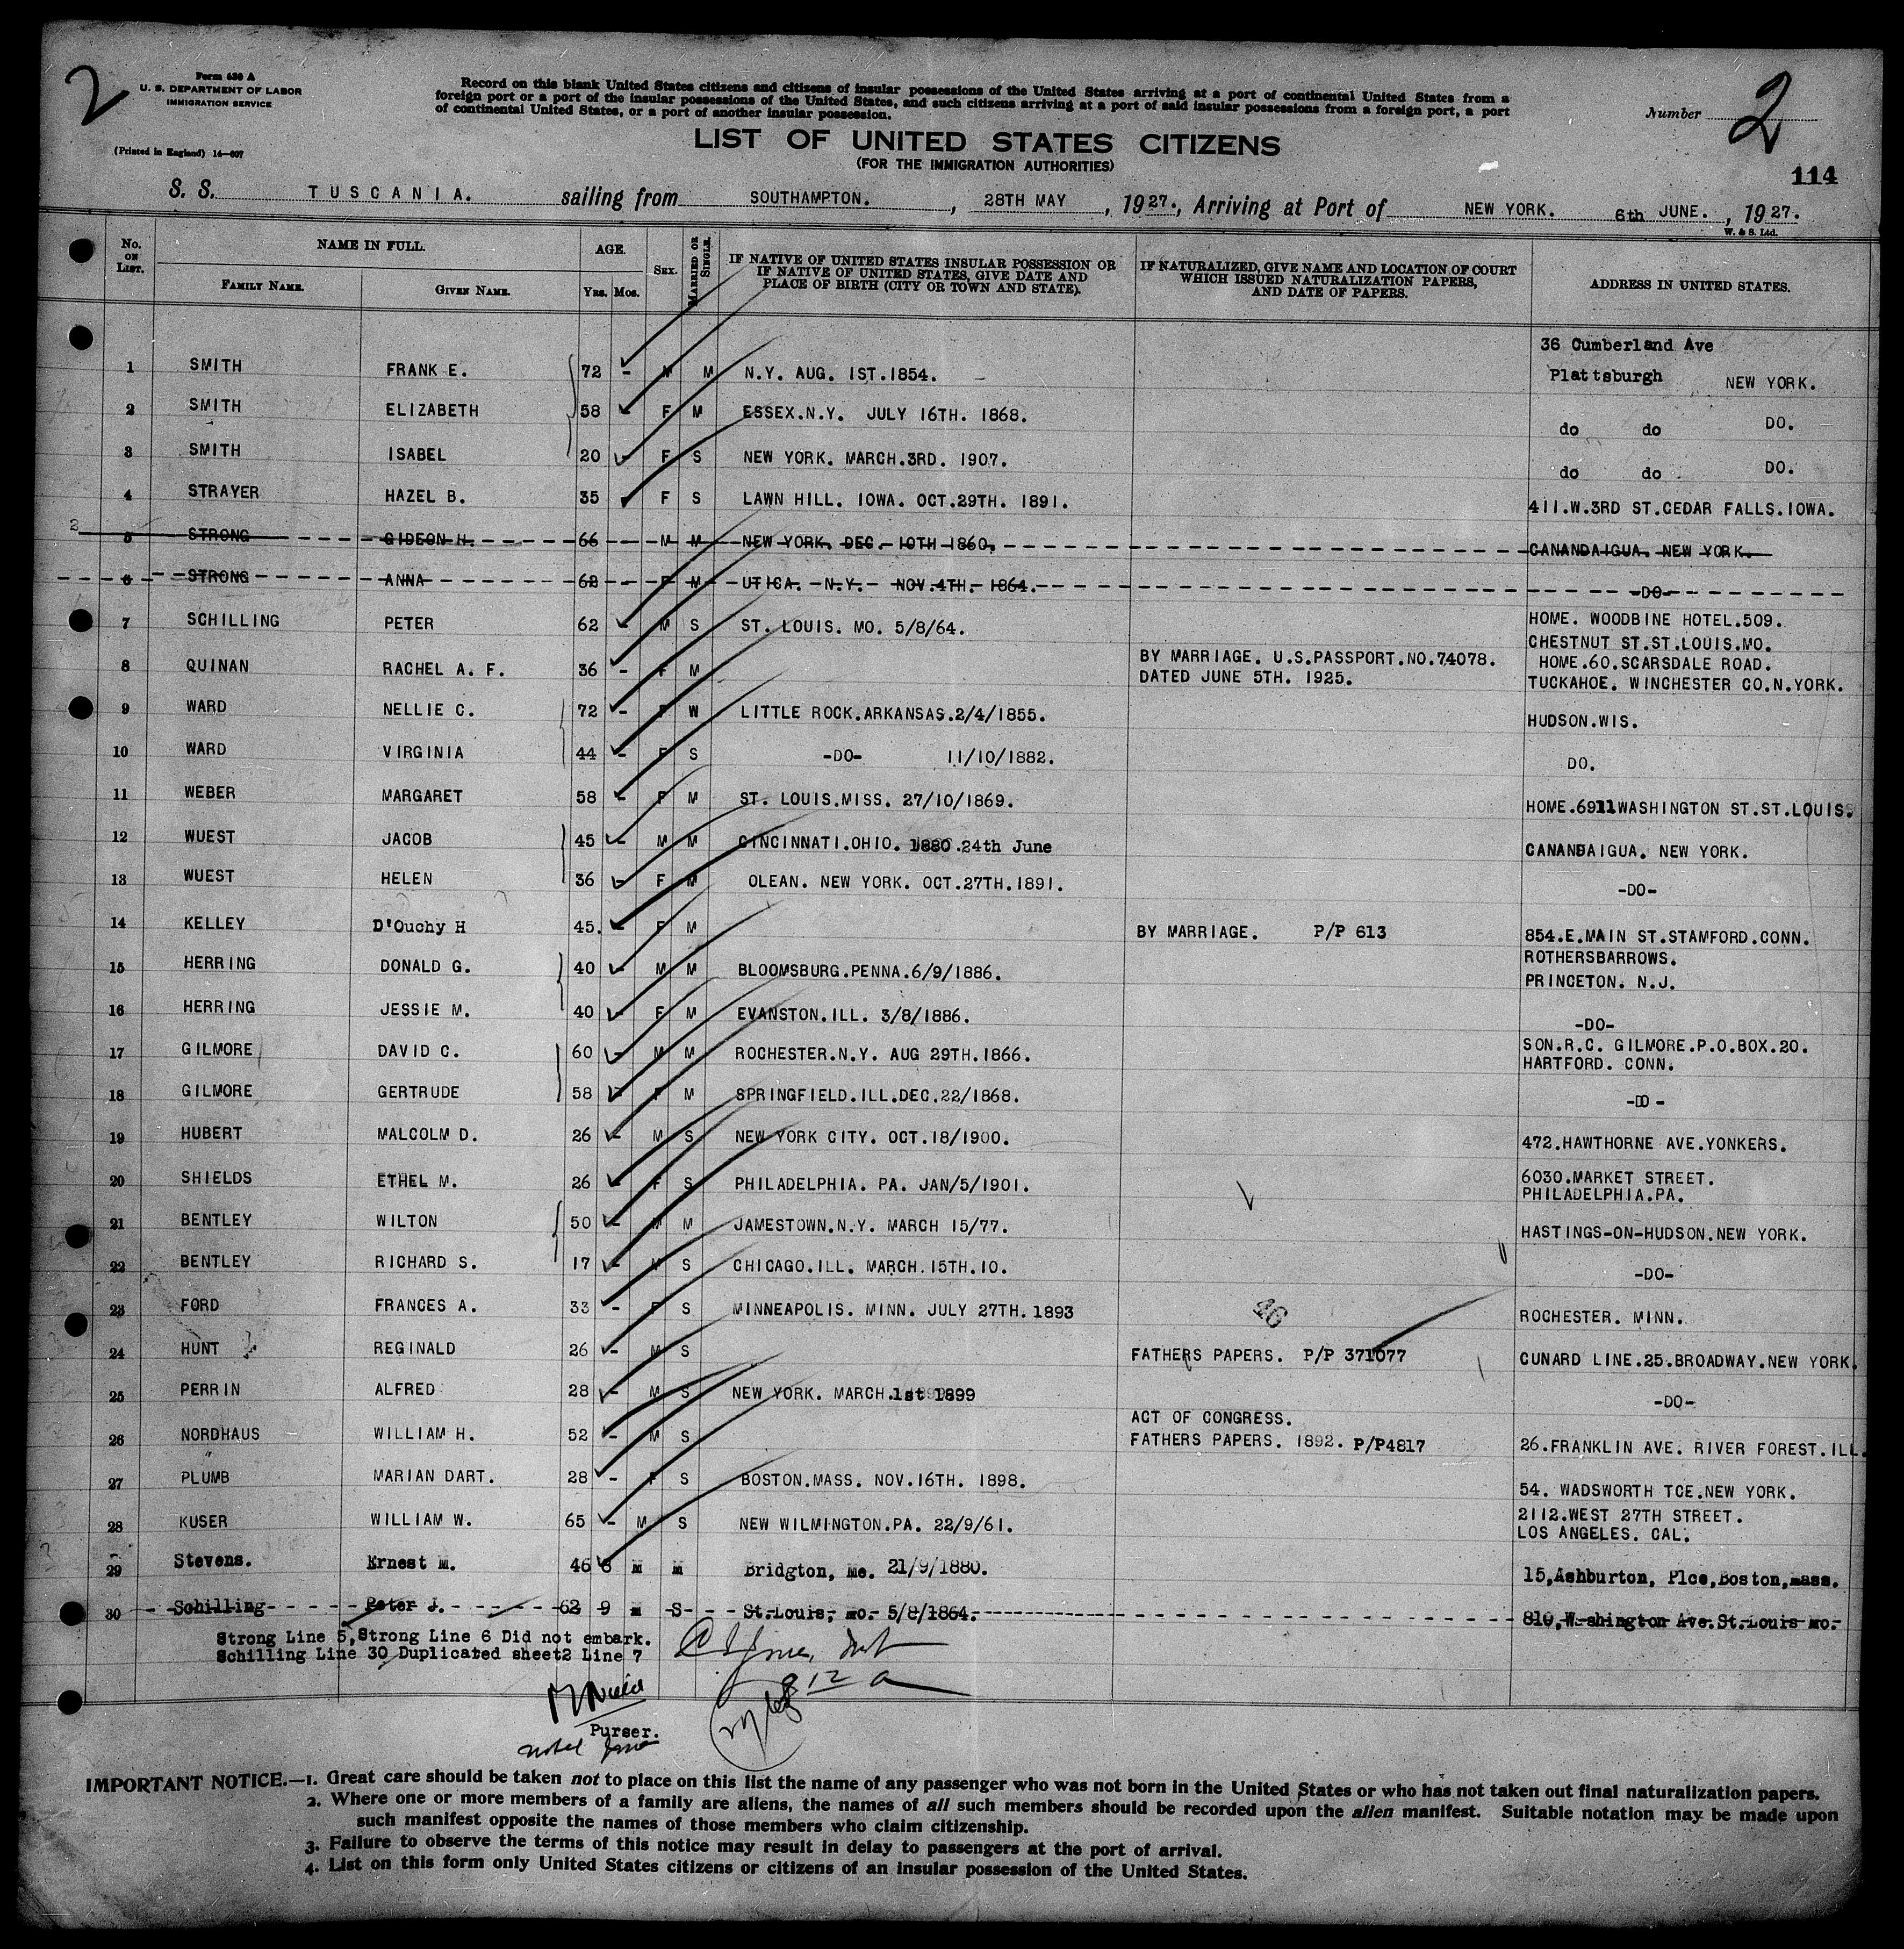 2
Form 630 A
U. S. DEPARTMENT OF LABOR
IMMIGRATION SERVICE
(Printed in England) 14—607
Record on this blank United States citizens and citizens of insular possessions of the United States arriving at a port of continental United States from a
foreign port or a port of the insular possessions of the United States, and such citizens arriving at a port of said insular possessions from a foreign port, a port
of continental United States, or a port of another insular possession.
Number 2
LIST OF UNITED STATES CITIZENS
(FOR THE IMMIGRATION AUTHORITIES)
114
S. S. TUSCANIA. sailing from SOUTHAMPTON. , 28TH MAY , 1927., Arriving at Port of NEW YORK. 6th JUNE. , 1927.
W. & S. Ltd.
No. ON LIST. NAME IN FULL. FAMILY NAME. GIVEN NAME. AGE. Yrs. Mos. SEX. MARRIED OR SINGLE. IF NATIVE OF UNITED STATES INSULAR POSSESSION OR IF NATIVE OF UNITED STATES, GIVE DATE AND PLACE OF BIRTH (CITY OR TOWN AND STATE). IF NATURALIZED, GIVE NAME AND LOCATION OF COURT WHICH ISSUED NATURALIZATION PAPERS, AND DATE OF PAPERS. ADDRESS IN UNITED STATES.
36 Cumberland Ave
1 SMITH FRANK E. 72 - M M N.Y. AUG. 1ST.1854. — Plattsburgh NEW YORK.
2 SMITH ELIZABETH 58 - F M ESSEX.N.Y. JULY 16TH. 1868. do do DO.
3 SMITH ISABEL 20 - F S NEW YORK. MARCH.3RD. 1907. do do DO.
4 STRAYER HAZEL B. 35 - F S LAWN HILL. IOWA. OCT.29TH. 1891. 411.W.3RD ST.CEDAR FALLS.IOWA.
2
5 STRONG GIDEON H. 66 - M M NEW YORK. DEC. 10TH 1860. CANANDAIGUA. NEW YORK.
6 STRONG ANNA 62 - F M UTICA. N.Y. NOV.4TH. 1864. -DO-
7 SCHILLING PETER 62 - M S ST. LOUIS. MO. 5/8/64. HOME. WOODBINE HOTEL.509.
CHESTNUT ST.ST.LOUIS.MO.
8 QUINAN RACHEL A. F. 36 - F M BY MARRIAGE. U.S.PASSPORT.NO.74078. HOME.60.SCARSDALE ROAD.
DATED JUNE 5TH. 1925. TUCKAHOE. WINCHESTER CO.N.YORK.
9 WARD NELLIE C. 72 - F W LITTLE ROCK.ARKANSAS.2/4/1855. HUDSON.WIS.
10 WARD VIRGINIA 44 - F S -DO- 11/10/1882. DO.
11 WEBER MARGARET 58 - F M ST. LOUIS.MISS. 27/10/1869. HOME.6911WASHINGTON ST.ST.LOUIS.
12 WUEST JACOB 45 - M M CINCINNATI.OHIO. 1880.24th June CANANDAIGUA. NEW YORK.
13 WUEST HELEN 36 - F M OLEAN. NEW YORK. OCT.27TH.1891. -DO-
14 KELLEY D'Ouchy H 45. - F M BY MARRIAGE. P/P 613 854.E.MAIN ST.STAMFORD.CONN.
15 HERRING DONALD G. 40 - M M BLOOMSBURG.PENNA.6/9/1886. ROTHERSBARROWS.
PRINCETON. N.J.
16 HERRING JESSIE M. 40 - F M EVANSTON.ILL. 3/8/1886. -DO-
17 GILMORE DAVID C. 60 - M M ROCHESTER.N.Y. AUG 29TH.1866. SON.R.C. GILMORE.P.O.BOX.20.
HARTFORD. CONN.
18 GILMORE GERTRUDE 58 - F M SPRINGFIELD.ILL.DEC.22/1868. -DO -
19 HUBERT MALCOLM D. 26 - M S NEW YORK CITY. OCT.18/1900. 472.HAWTHORNE AVE.YONKERS.
20 SHIELDS ETHEL M. 26 - F S PHILADELPHIA. PA. JAN/5/1901. 6030.MARKET STREET.
PHILADELPHIA.PA.
21 BENTLEY WILTON 50 - M M JAMESTOWN.N.Y. MARCH 15/77. HASTINGS-ON-HUDSON.NEW YORK.
22 BENTLEY RICHARD S. 17 - M S CHICAGO.ILL. MARCH.15TH.10. -DO-
23 FORD FRANCES A. 33 - F S MINNEAPOLIS. MINN. JULY 27TH. 1893 46 ROCHESTER. MINN.
24 HUNT REGINALD 26 - M S FATHERS PAPERS. P/P 371077 CUNARD LINE.25.BROADWAY.NEW YORK.
25 PERRIN ALFRED 28 - M S NEW YORK. MARCH.1st 1899 -DO-
ACT OF CONGRESS.
26 NORDHAUS WILLIAM H. 52 - M S FATHERS PAPERS. 1892. P/P4817 26.FRANKLIN AVE. RIVER FOREST.ILL.
27 PLUMB MARIAN DART. 28 - F S BOSTON.MASS. NOV.16TH. 1898. 54. WADSWORTH TCE.NEW YORK.
28 KUSER WILLIAM W. 65 - M S NEW WILMINGTON.PA. 22/9/61. 2112.WEST 27TH STREET.
LOS ANGELES. CAL.
29 Stevens. Ernest M. 46 8 M M Bridgton, Me. 21/9/1880. 15,Ashburton, Plce,Boston,Mass.
30 Schilling Peter J. 62 9 M S St.Louis, Mo. 5/8/1864. 810,Washington Ave.St.Louis Mo.
Strong Line 5,Strong Line 6 Did not embark.
Schilling Line 30 Duplicated sheet2 Line 7
812 a
Purser.
IMPORTANT NOTICE.—1. Great care should be taken not to place on this list the name of any passenger who was not born in the United States or who has not taken out final naturalization papers.
2. Where one or more members of a family are aliens, the names of all such members should be recorded upon the alien manifest. Suitable notation may be made upon
such manifest opposite the names of those members who claim citizenship.
3. Failure to observe the terms of this notice may result in delay to passengers at the port of arrival.
4. List on this form only United States citizens or citizens of an insular possession of the United States.